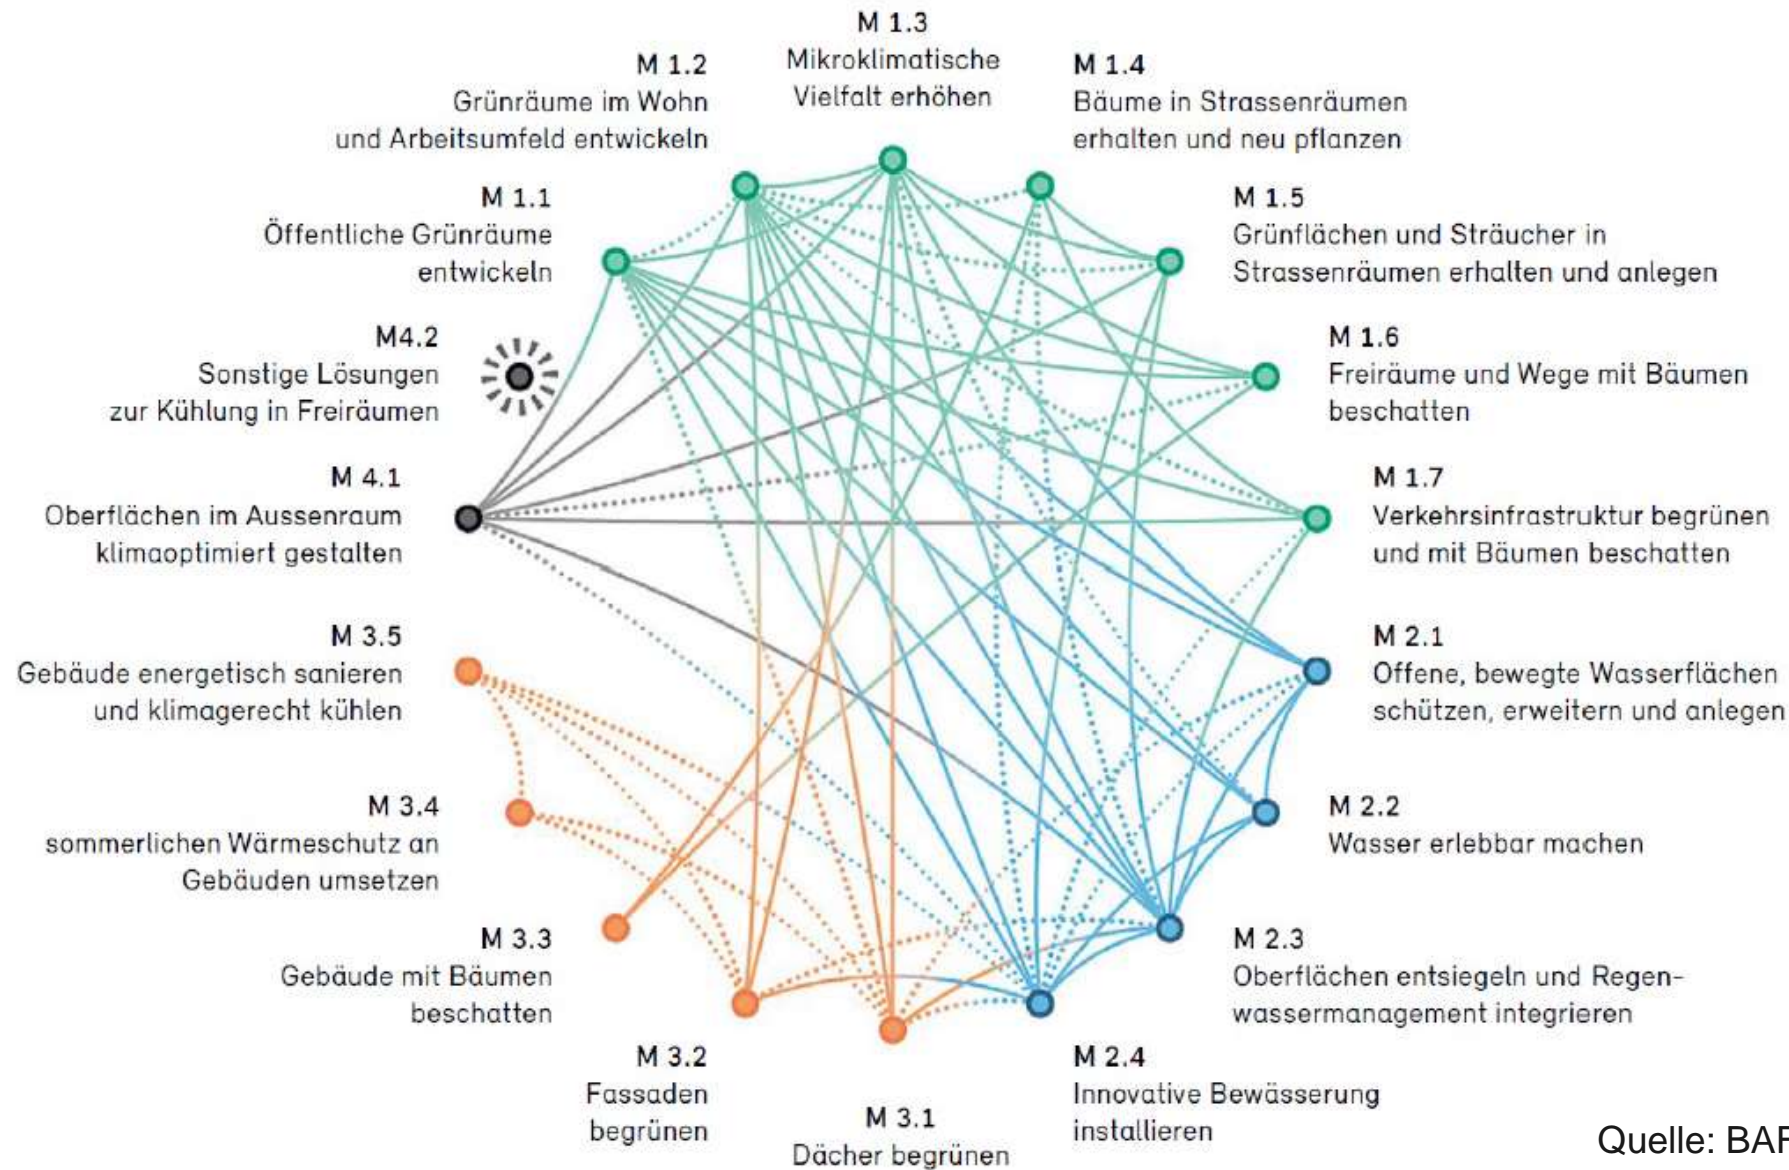 M 1.3
Mikroklimatische
Vielfalt erhöhen
M 1.2
Grünräume im Wohn
und Arbeitsumfeld entwickeln
M 1.4
Bäume in Strassenräumen
erhalten und neu pflanzen
M 1.1
Öffentliche Grünräume
entwickeln
M 1.5
Grünflächen und Sträucher in
Strassenräumen erhalten und anlegen
M4.2
Sonstige Lösungen
zur Kühlung in Freiräumen
M 1.6
Freiräume und Wege mit Bäumen
beschatten
M 4.1
Oberflächen im Aussenraum
klimaoptimiert gestalten
M 1.7
Verkehrsinfrastruktur begrünen
und mit Bäumen beschatten
M 3.5
Gebäude energetisch sanieren
und klimagerecht kühlen
M 2.1
Offene, bewegte Wasserflächen
schützen, erweitern und anlegen
M 3.4
sommerlichen Wärmeschutz an
Gebäuden umsetzen
M 2.2
Wasser erlebbar machen
M 3.3
Gebäude mit Bäumen
beschatten
M 2.3
Oberflächen entsiegeln und Regen-
wassermanagement integrieren
M 3.2
Fassaden
begrünen
M 2.4
Innovative Bewässerung
installieren
M 3.1
Dächer begrünen
Quelle: